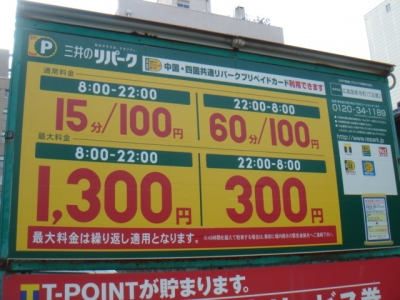 P 三井のリパーク 中国・四国共通リパークプリペイドカード利用できます
通常料金
8:00-22:00 22:00-8:00
15分/100円 60分/100円
最大料金
8:00-22:00 22:00-8:00
1,300円 300円
最大料金は繰り返し適用となります。
0120-34-1189
http://www.repark.jp
T T-POINTが貯まります。